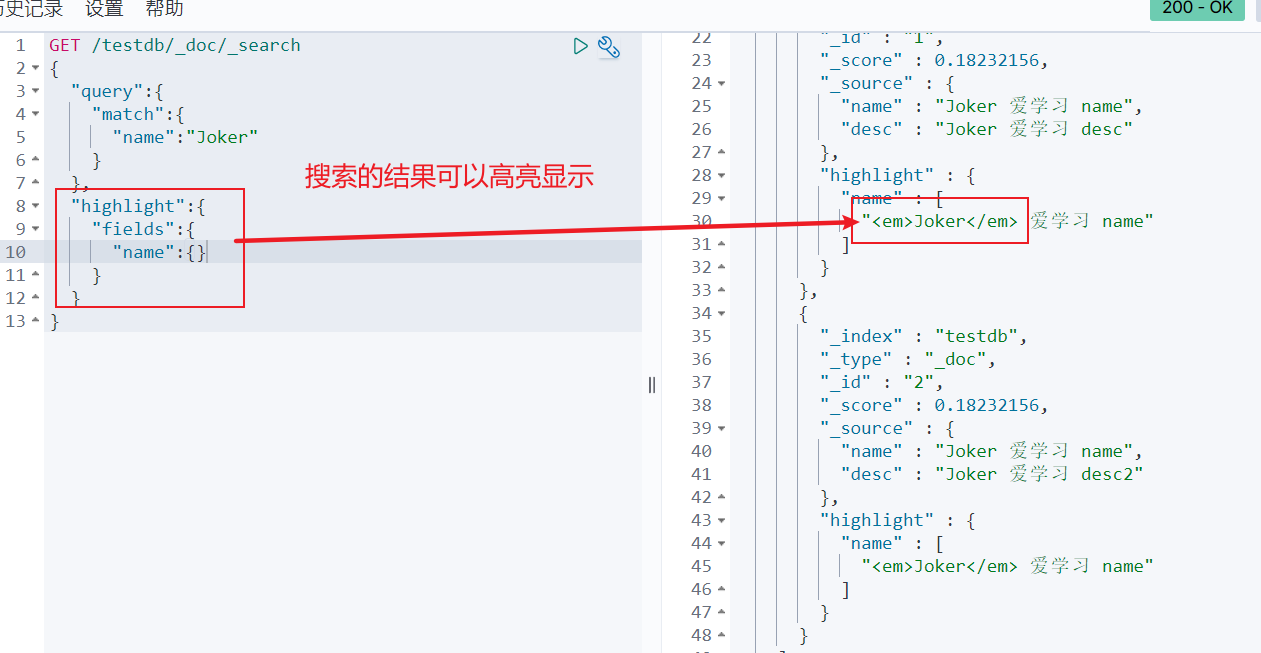 历史记录 设置 帮助
200 - OK
1 GET /testdb/_doc/_search
2 {
3 "query":{
4 "match":{
5 "name":"Joker"
6 }
7 },
8 "highlight":{
9 "fields":{
10 "name":{}
11 }
12 }
13 }
搜索的结果可以高亮显示
22 "_id" : "1",
23 "_score" : 0.18232156,
24 "_source" : {
25 "name" : "Joker 爱学习 name",
26 "desc" : "Joker 爱学习 desc"
27 },
28 "highlight" : {
29 "name" : [
30 "<em>Joker</em> 爱学习 name"
31 ]
32 }
33 },
34 {
35 "_index" : "testdb",
36 "_type" : "_doc",
37 "_id" : "2",
38 "_score" : 0.18232156,
39 "_source" : {
40 "name" : "Joker 爱学习 name",
41 "desc" : "Joker 爱学习 desc2"
42 },
43 "highlight" : {
44 "name" : [
45 "<em>Joker</em> 爱学习 name"
46 ]
47 }
48 }